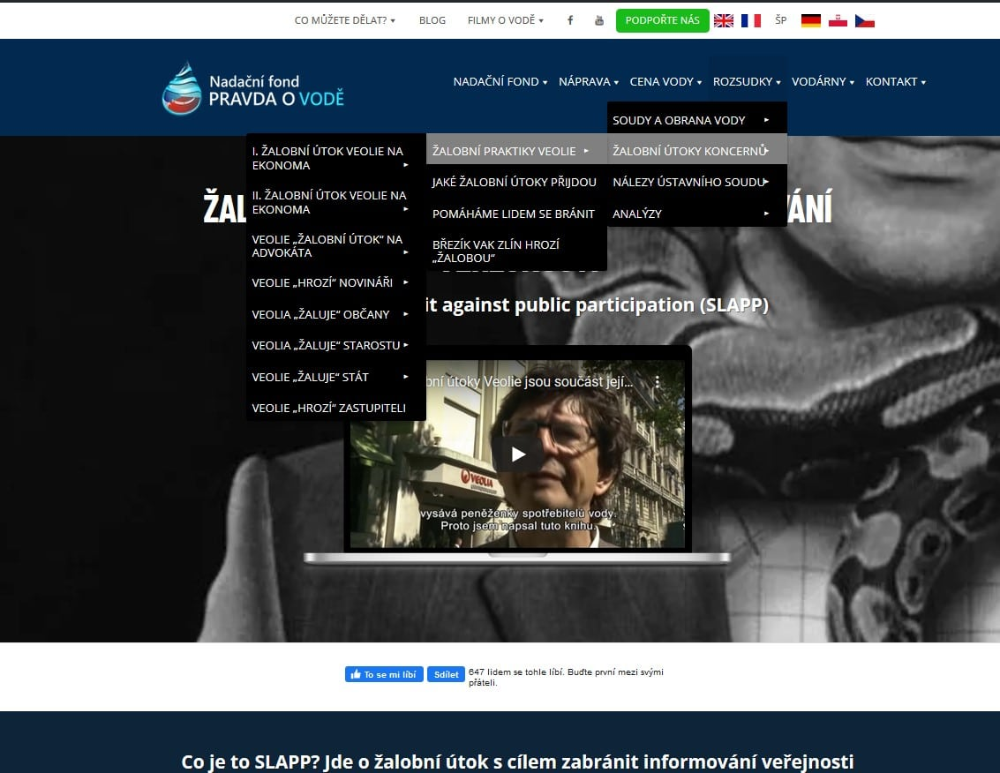 CO MŮŽETE DĚLAT?
BLOG
FILMY O VODĚ
PODPOŘTE NÁS
ŠP
Nadační fond
PRAVDA O VODĚ
NADAČNÍ FOND
NÁPRAVA
CENA VODY
ROZSUDKY
VODÁRNY
KONTAKT
SOUDY A OBRANA VODY
ŽALOBNÍ ÚTOKY KONCERNŮ
NÁLEZY ÚSTAVNÍHO SOUDU
ANALÝZY
ŽALOBNÍ PRAKTIKY VEOLIE
JAKÉ ŽALOBNÍ ÚTOKY PŘIJDOU
POMÁHÁME LIDEM SE BRÁNIT
BŘEZÍK VAK ZLÍN HROZÍ
„ŽALOBOU“
I. ŽALOBNÍ ÚTOK VEOLIE NA
EKONOMA
II. ŽALOBNÍ ÚTOK VEOLIE NA
EKONOMA
VEOLIE „ŽALOBNÍ ÚTOK“ NA
ADVOKÁTA
VEOLIE „HROZÍ“ NOVINÁŘI
VEOLIA „ŽALUJE“ OBČANY
VEOLIA „ŽALUJE“ STAROSTU
VEOLIE „ŽALUJE“ STÁT
VEOLIE „HROZÍ“ ZASTUPITELI
ŽAL
ÁNÍ
it against public participation (SLAPP)
bní útoky Veolie jsou součást její...
VEOLIA
vysává peněženky spotřebitelů vody.
Proto jsem napsal tuto knihu.
To se mi líbí
Sdílet
647 lidem se tohle líbí. Buďte první mezi svými
přáteli.
Co je to SLAPP? Jde o žalobní útok s cílem zabránit informování veřejnosti